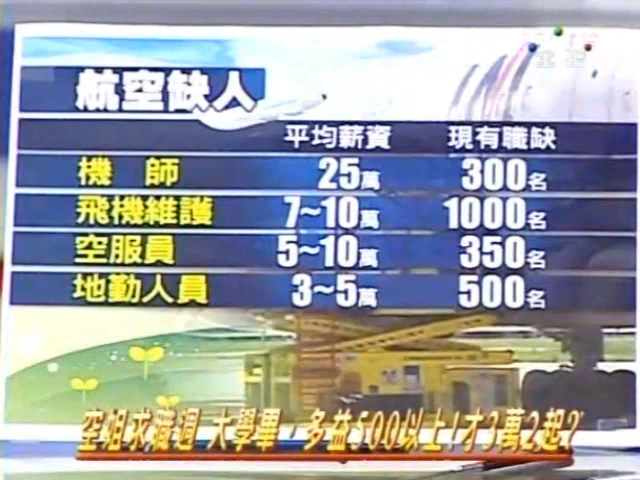 航空缺人
平均薪資 現有職缺
機 師 25萬 300名
飛機維護 7~10萬 1000名
空服員 5~10萬 350名
地勤人員 3~5萬 500名
空姐求職週 大學畢，多益500以上!才3萬2起?